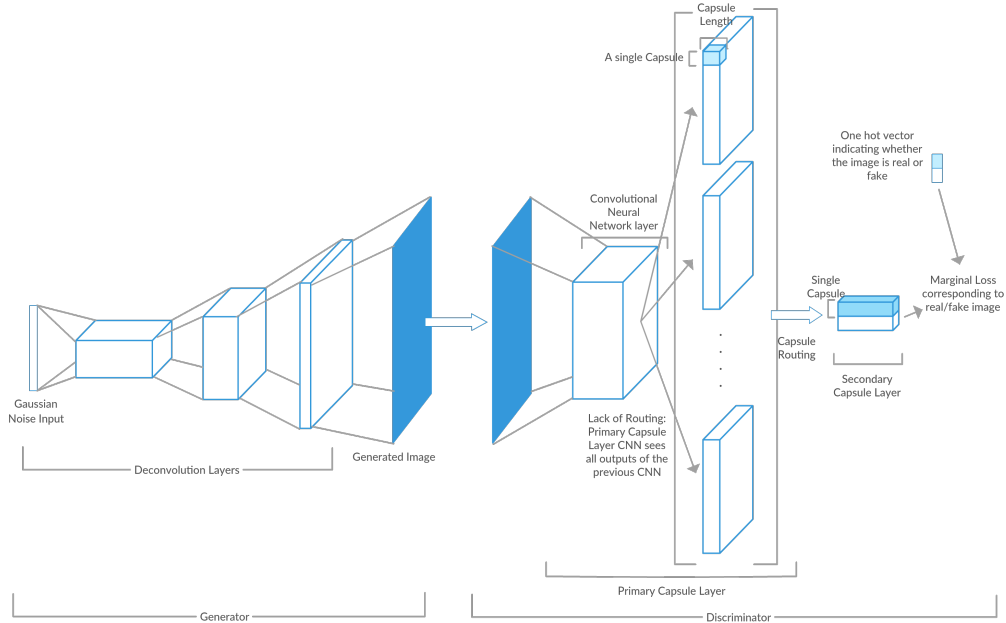 Capsule
Length
A single Capsule
One hot vector
indicating whether
the image is real or
fake
Convolutional
Neural
Network layer
Single
Capsule
Marginal Loss
corresponding to
real/fake image
Capsule
Routing
Secondary
Capsule Layer
Gaussian
Noise Input
Lack of Routing:
Primary Capsule
Layer CNN sees
all outputs of the
previous CNN
Generated Image
Deconvolution Layers
Primary Capsule Layer
Generator
Discriminator